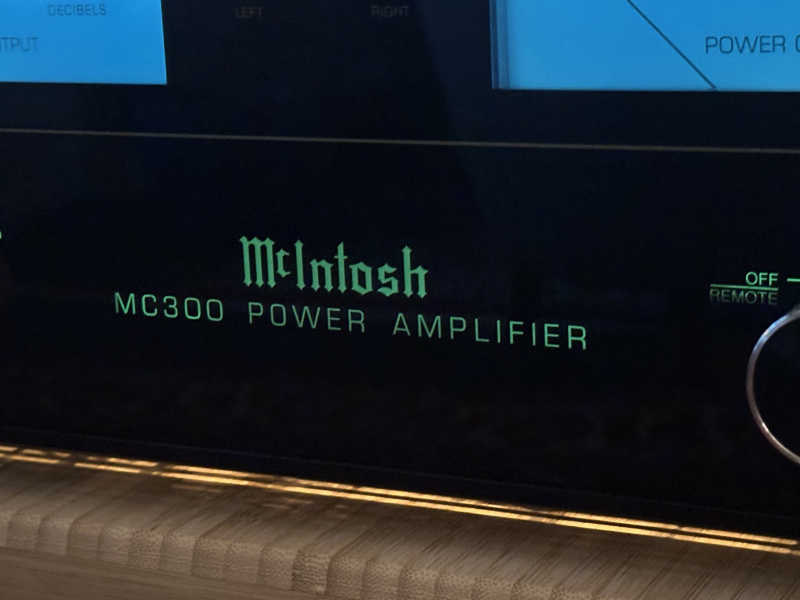 DECIBELS
LEFT RIGHT
POWER
McIntosh
MC300 POWER AMPLIFIER
OFF
REMOTE